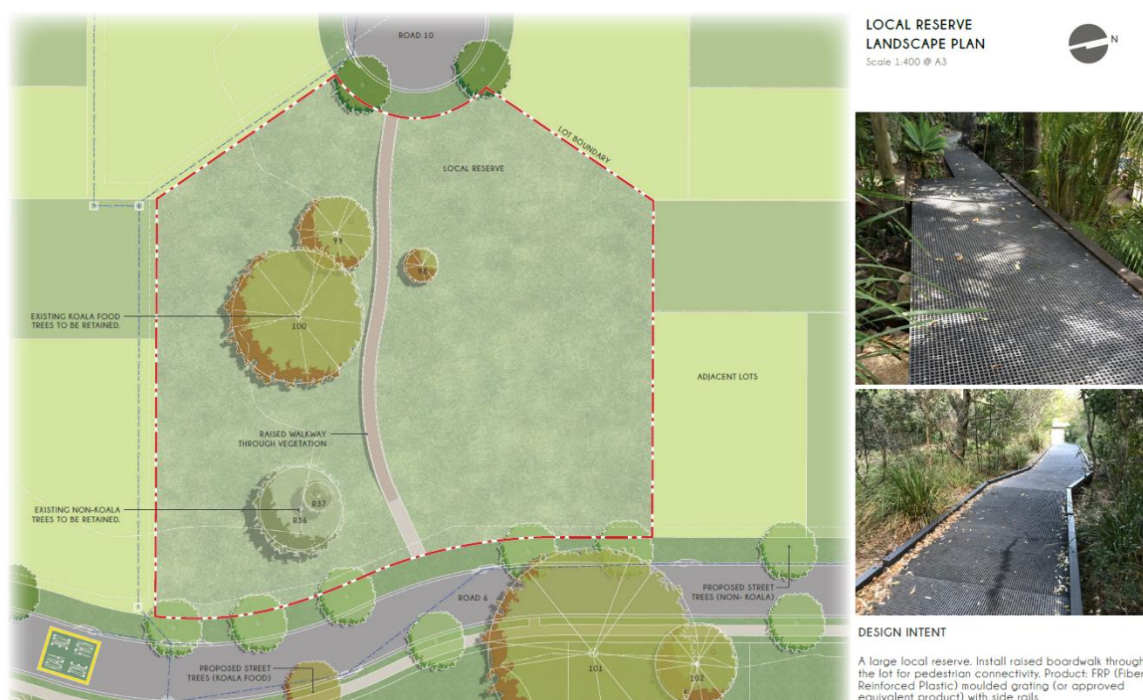 ROAD 10
LOT BOUNDARY
LOCAL RESERVE
99
100
EXISTING KOALA FOOD
TREES TO BE RETAINED.
ADJACENT LOTS
RAISED WALKWAY
THROUGH VEGETATION
R37
R36
EXISTING NON-KOALA
TREES TO BE RETAINED.
ROAD 6
PROPOSED STREET
TREES (NON- KOALA)
PROPOSED STREET
TREES (KOALA FOOD)
101
102
LOCAL RESERVE
LANDSCAPE PLAN
Scale 1:400 @ A3
N
DESIGN INTENT
A large local reserve. Install raised boardwalk through
the lot for pedestrian connectivity. Product: FRP (Fiber
Reinforced Plastic) moulded grating (or approved
equivalent product) with side rails.